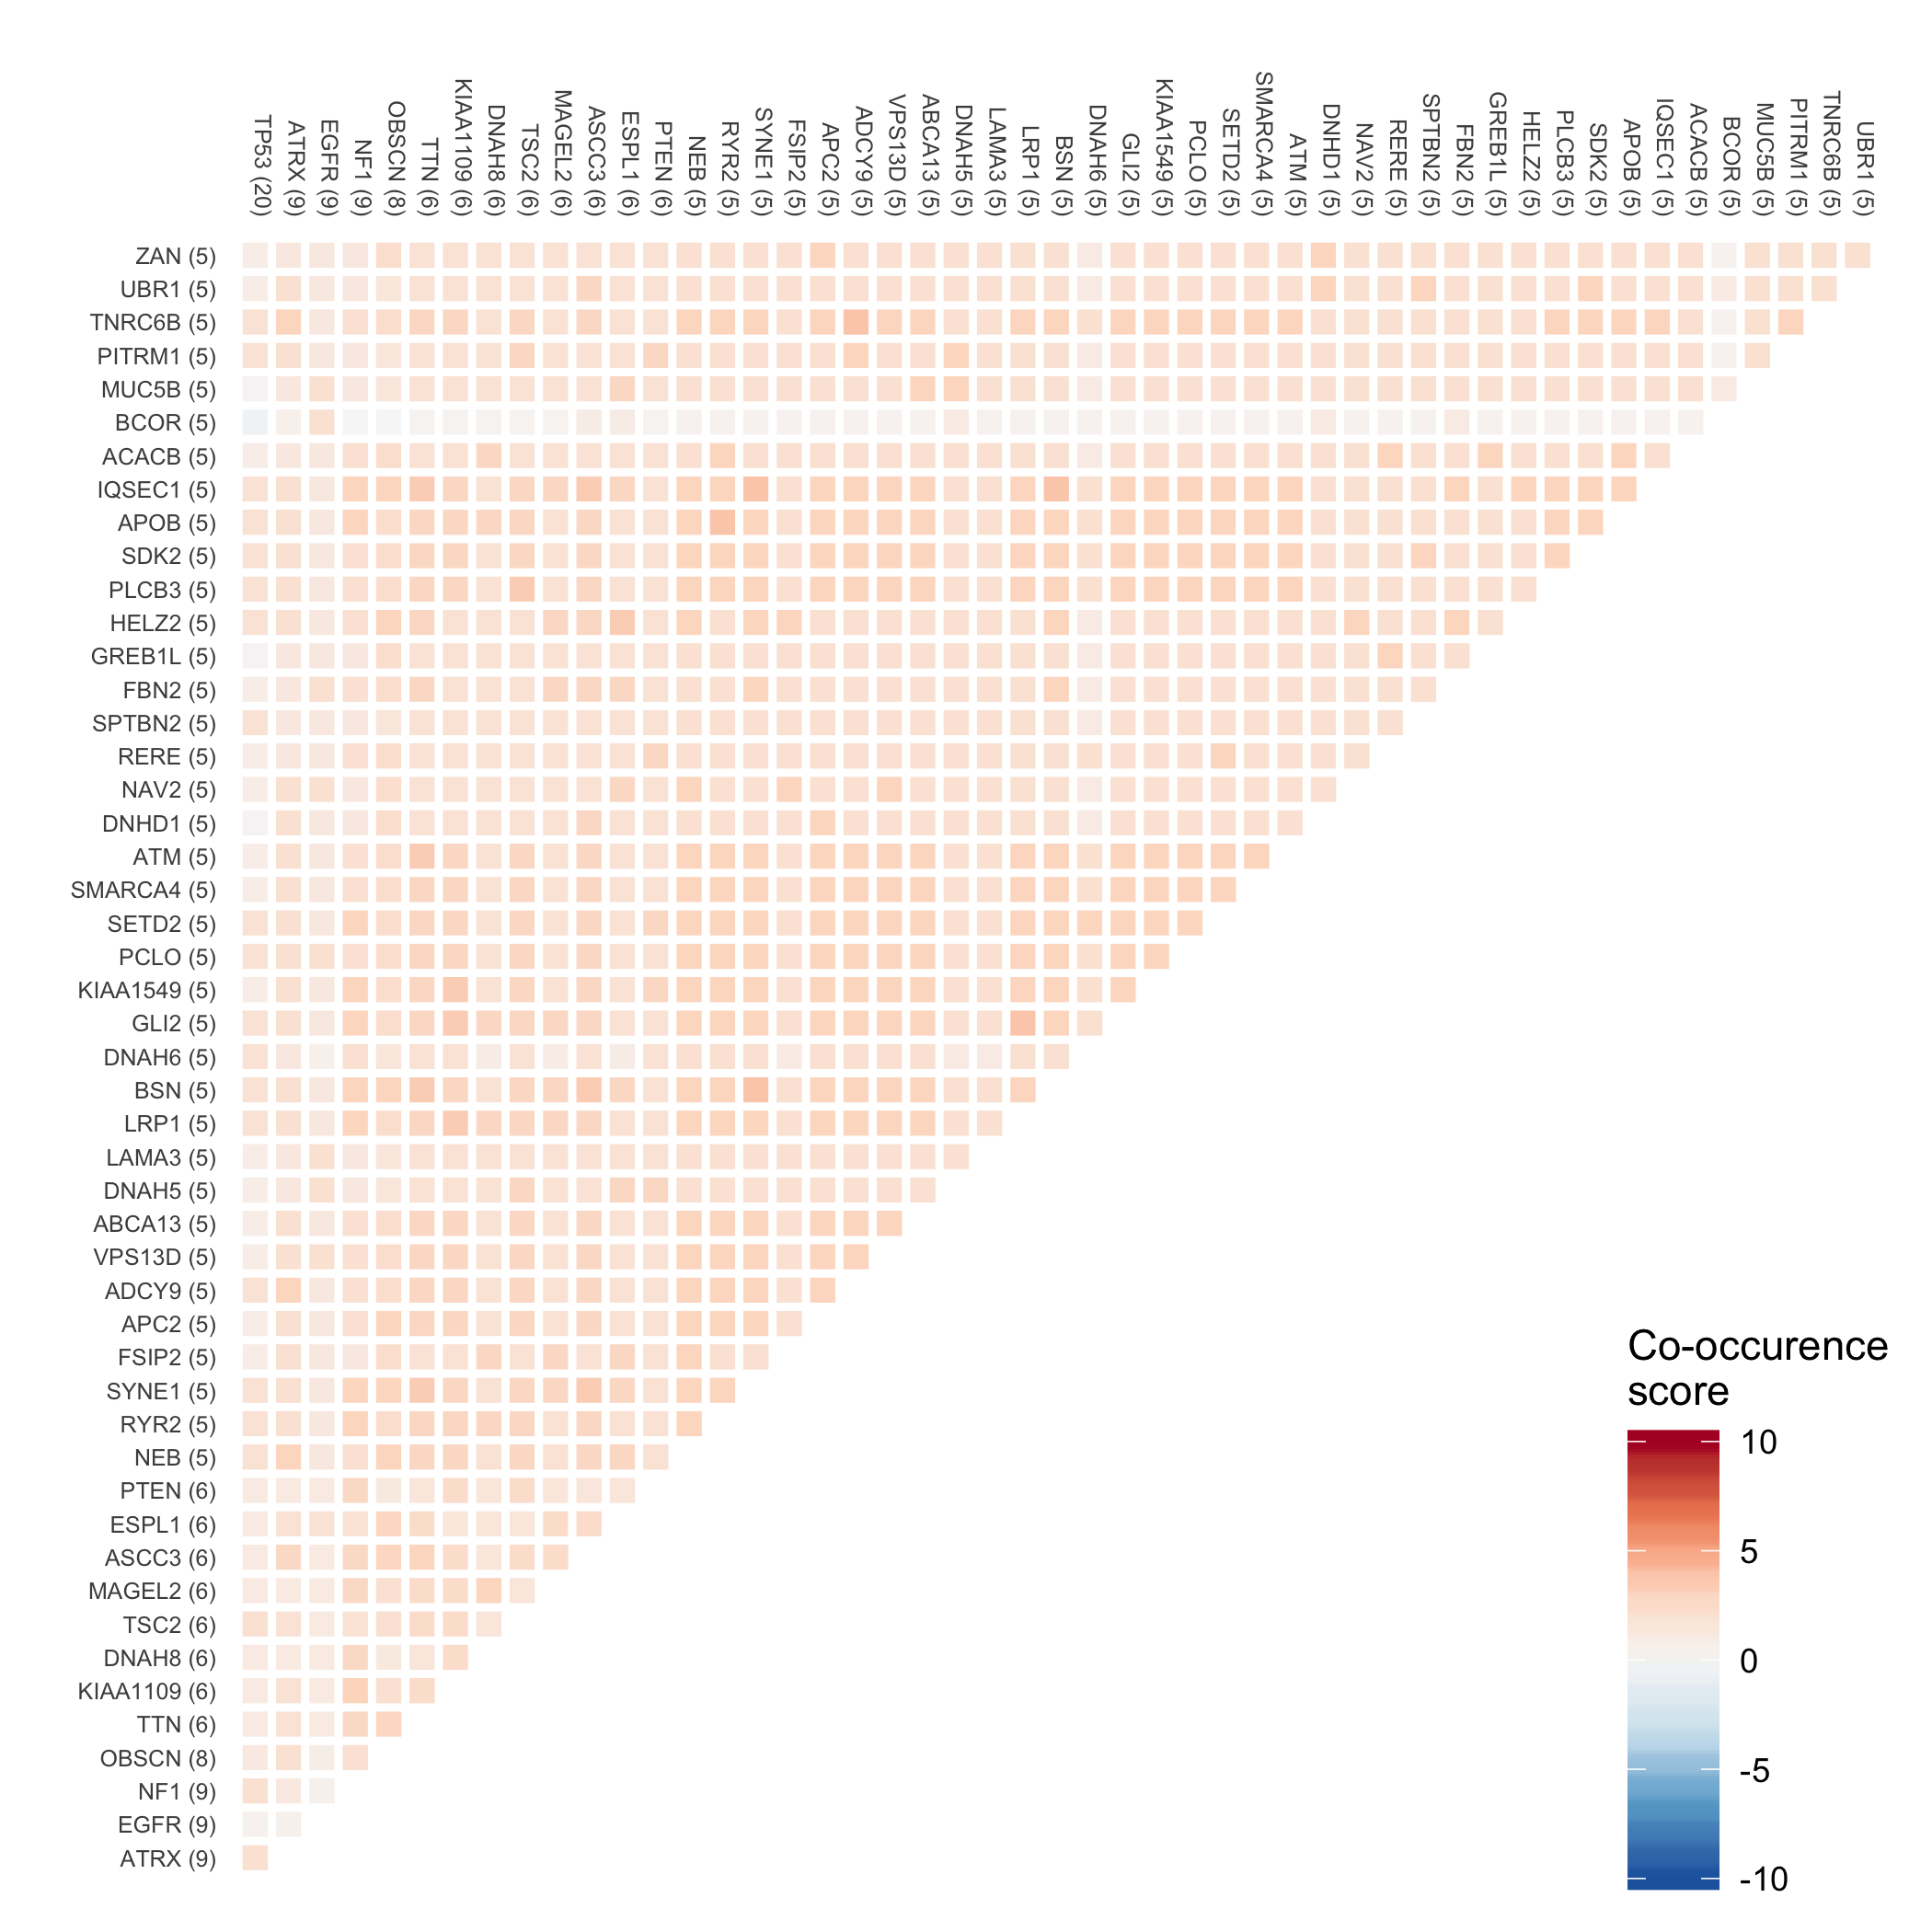 TP53 (20)
ATRX (9)
EGFR (9)
NF1 (9)
OBSCN (8)
TTN (6)
KIAA1109 (6)
DNAH8 (6)
TSC2 (6)
MAGEL2 (6)
ASCC3 (6)
ESPL1 (6)
PTEN (6)
NEB (5)
RYR2 (5)
SYNE1 (5)
FSIP2 (5)
APC2 (5)
ADCY9 (5)
VPS13D (5)
ABCA13 (5)
DNAH5 (5)
LAMA3 (5)
LRP1 (5)
BSN (5)
DNAH6 (5)
GLI2 (5)
KIAA1549 (5)
PCLO (5)
SETD2 (5)
SMARCA4 (5)
ATM (5)
DNHD1 (5)
NAV2 (5)
RERE (5)
SPTBN2 (5)
FBN2 (5)
GREB1L (5)
HELZ2 (5)
PLCB3 (5)
SDK2 (5)
APOB (5)
IQSEC1 (5)
ACACB (5)
BCOR (5)
MUC5B (5)
PITRM1 (5)
TNRC6B (5)
UBR1 (5)
ZAN (5)
UBR1 (5)
TNRC6B (5)
PITRM1 (5)
MUC5B (5)
BCOR (5)
ACACB (5)
IQSEC1 (5)
APOB (5)
SDK2 (5)
PLCB3 (5)
HELZ2 (5)
GREB1L (5)
FBN2 (5)
SPTBN2 (5)
RERE (5)
NAV2 (5)
DNHD1 (5)
ATM (5)
SMARCA4 (5)
SETD2 (5)
PCLO (5)
KIAA1549 (5)
GLI2 (5)
DNAH6 (5)
BSN (5)
LRP1 (5)
LAMA3 (5)
DNAH5 (5)
ABCA13 (5)
VPS13D (5)
ADCY9 (5)
APC2 (5)
FSIP2 (5)
SYNE1 (5)
RYR2 (5)
NEB (5)
PTEN (6)
ESPL1 (6)
ASCC3 (6)
MAGEL2 (6)
TSC2 (6)
DNAH8 (6)
KIAA1109 (6)
TTN (6)
OBSCN (8)
NF1 (9)
EGFR (9)
ATRX (9)
Co-occurence
score
10
5
0
-5
-10